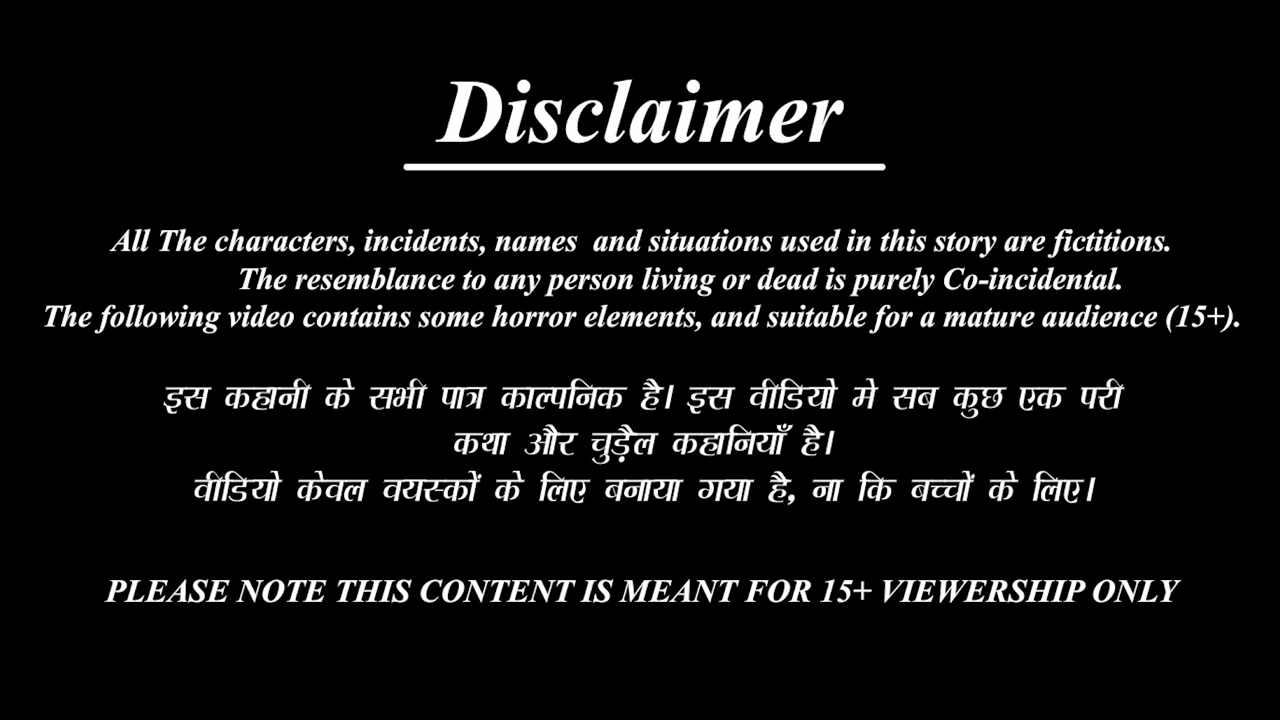 Disclaimer
All The characters, incidents, names and situations used in this story are fictitions.
The resemblance to any person living or dead is purely Co-incidental.
The following video contains some horror elements, and suitable for a mature audience (15+).
इस कहानी के सभी पात्र काल्पनिक है। इस वीडियो मे सब कुछ एक परी
कथा और चुड़ैल कहानियाँ है।
वीडियो केवल वयस्कों के लिए बनाया गया है, ना कि बच्चों के लिए।
PLEASE NOTE THIS CONTENT IS MEANT FOR 15+ VIEWERSHIP ONLY